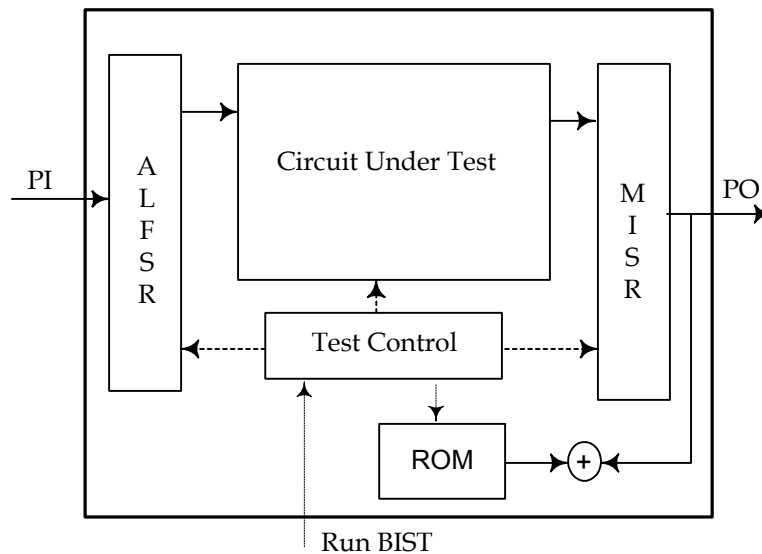 PI
A
L
F
S
R
Circuit Under Test
M
I
S
R
PO
Test Control
ROM
+
Run BIST